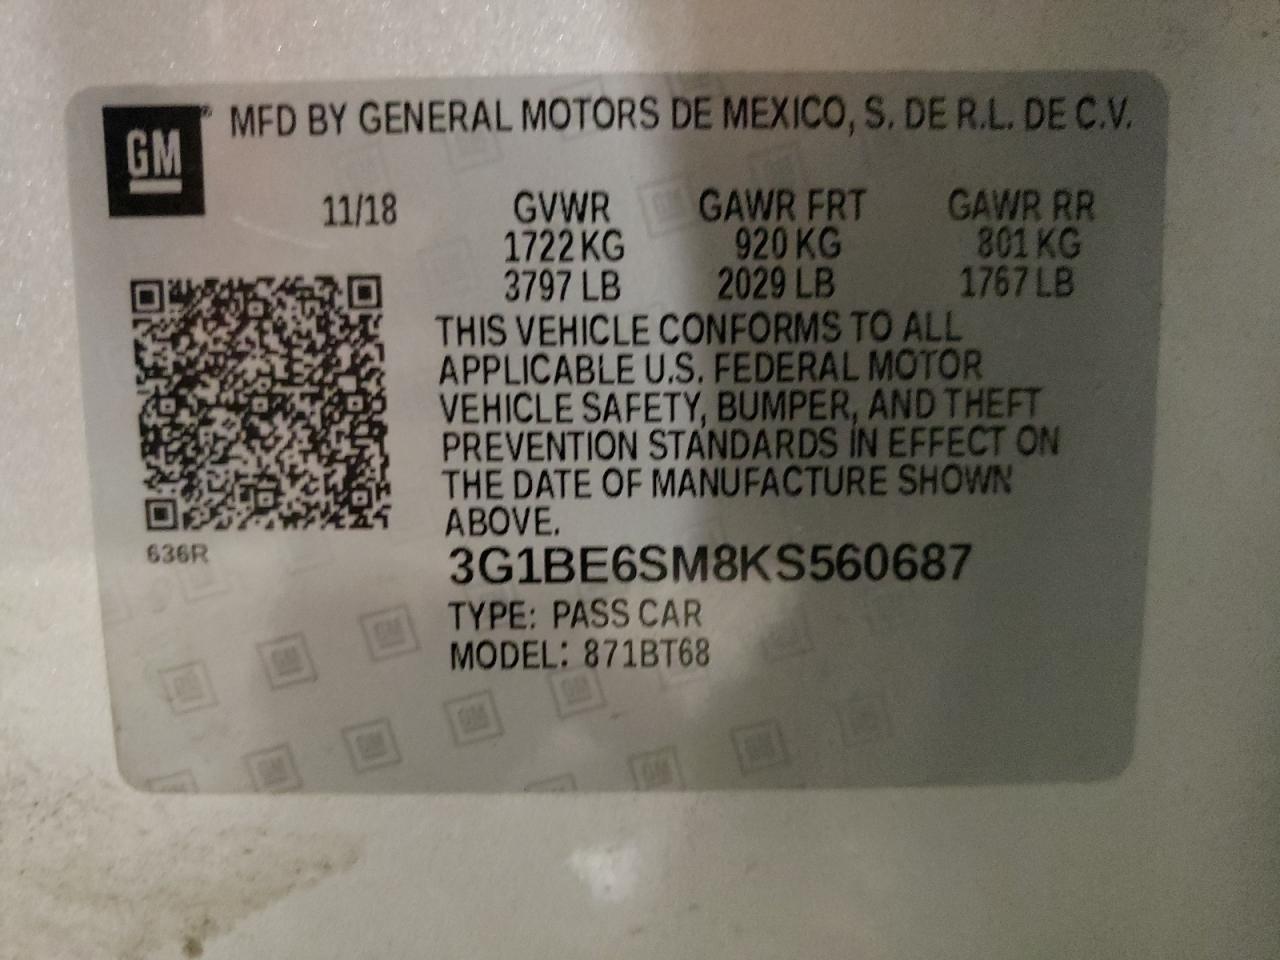 GM® MFD BY GENERAL MOTORS DE MEXICO, S. DE R.L. DE C.V.
11/18 GVWR GAWR FRT GAWR RR
1722 KG 920 KG 801 KG
3797 LB 2029 LB 1767 LB
THIS VEHICLE CONFORMS TO ALL
APPLICABLE U.S. FEDERAL MOTOR
VEHICLE SAFETY, BUMPER, AND THEFT
PREVENTION STANDARDS IN EFFECT ON
THE DATE OF MANUFACTURE SHOWN
ABOVE.
636R
3G1BE6SM8KS560687
TYPE: PASS CAR
MODEL: 871BT68